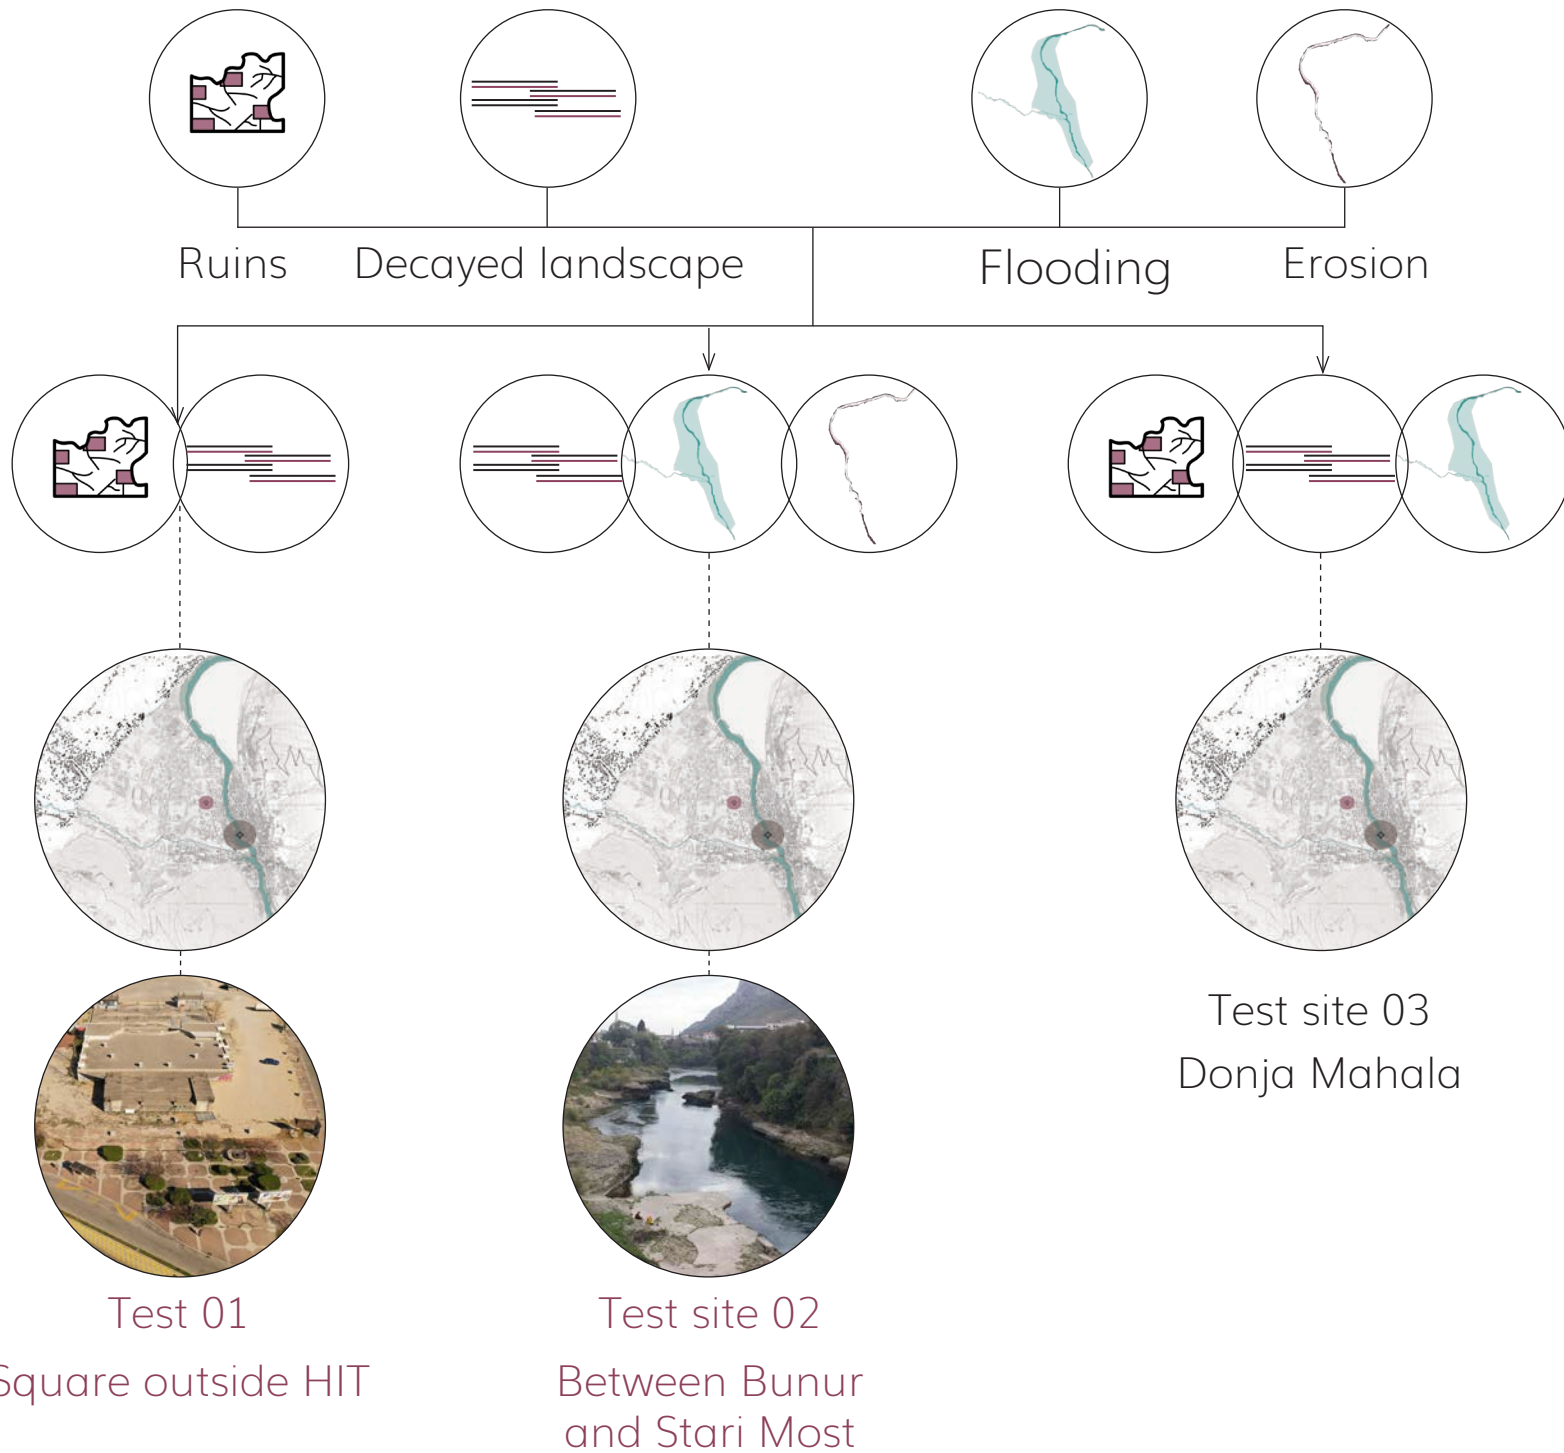 Ruins
Decayed landscape
Flooding
Erosion
Test site 03
Donja Mahala
Test 01
Square outside HIT
Test site 02
Between Bunur
and Stari Most